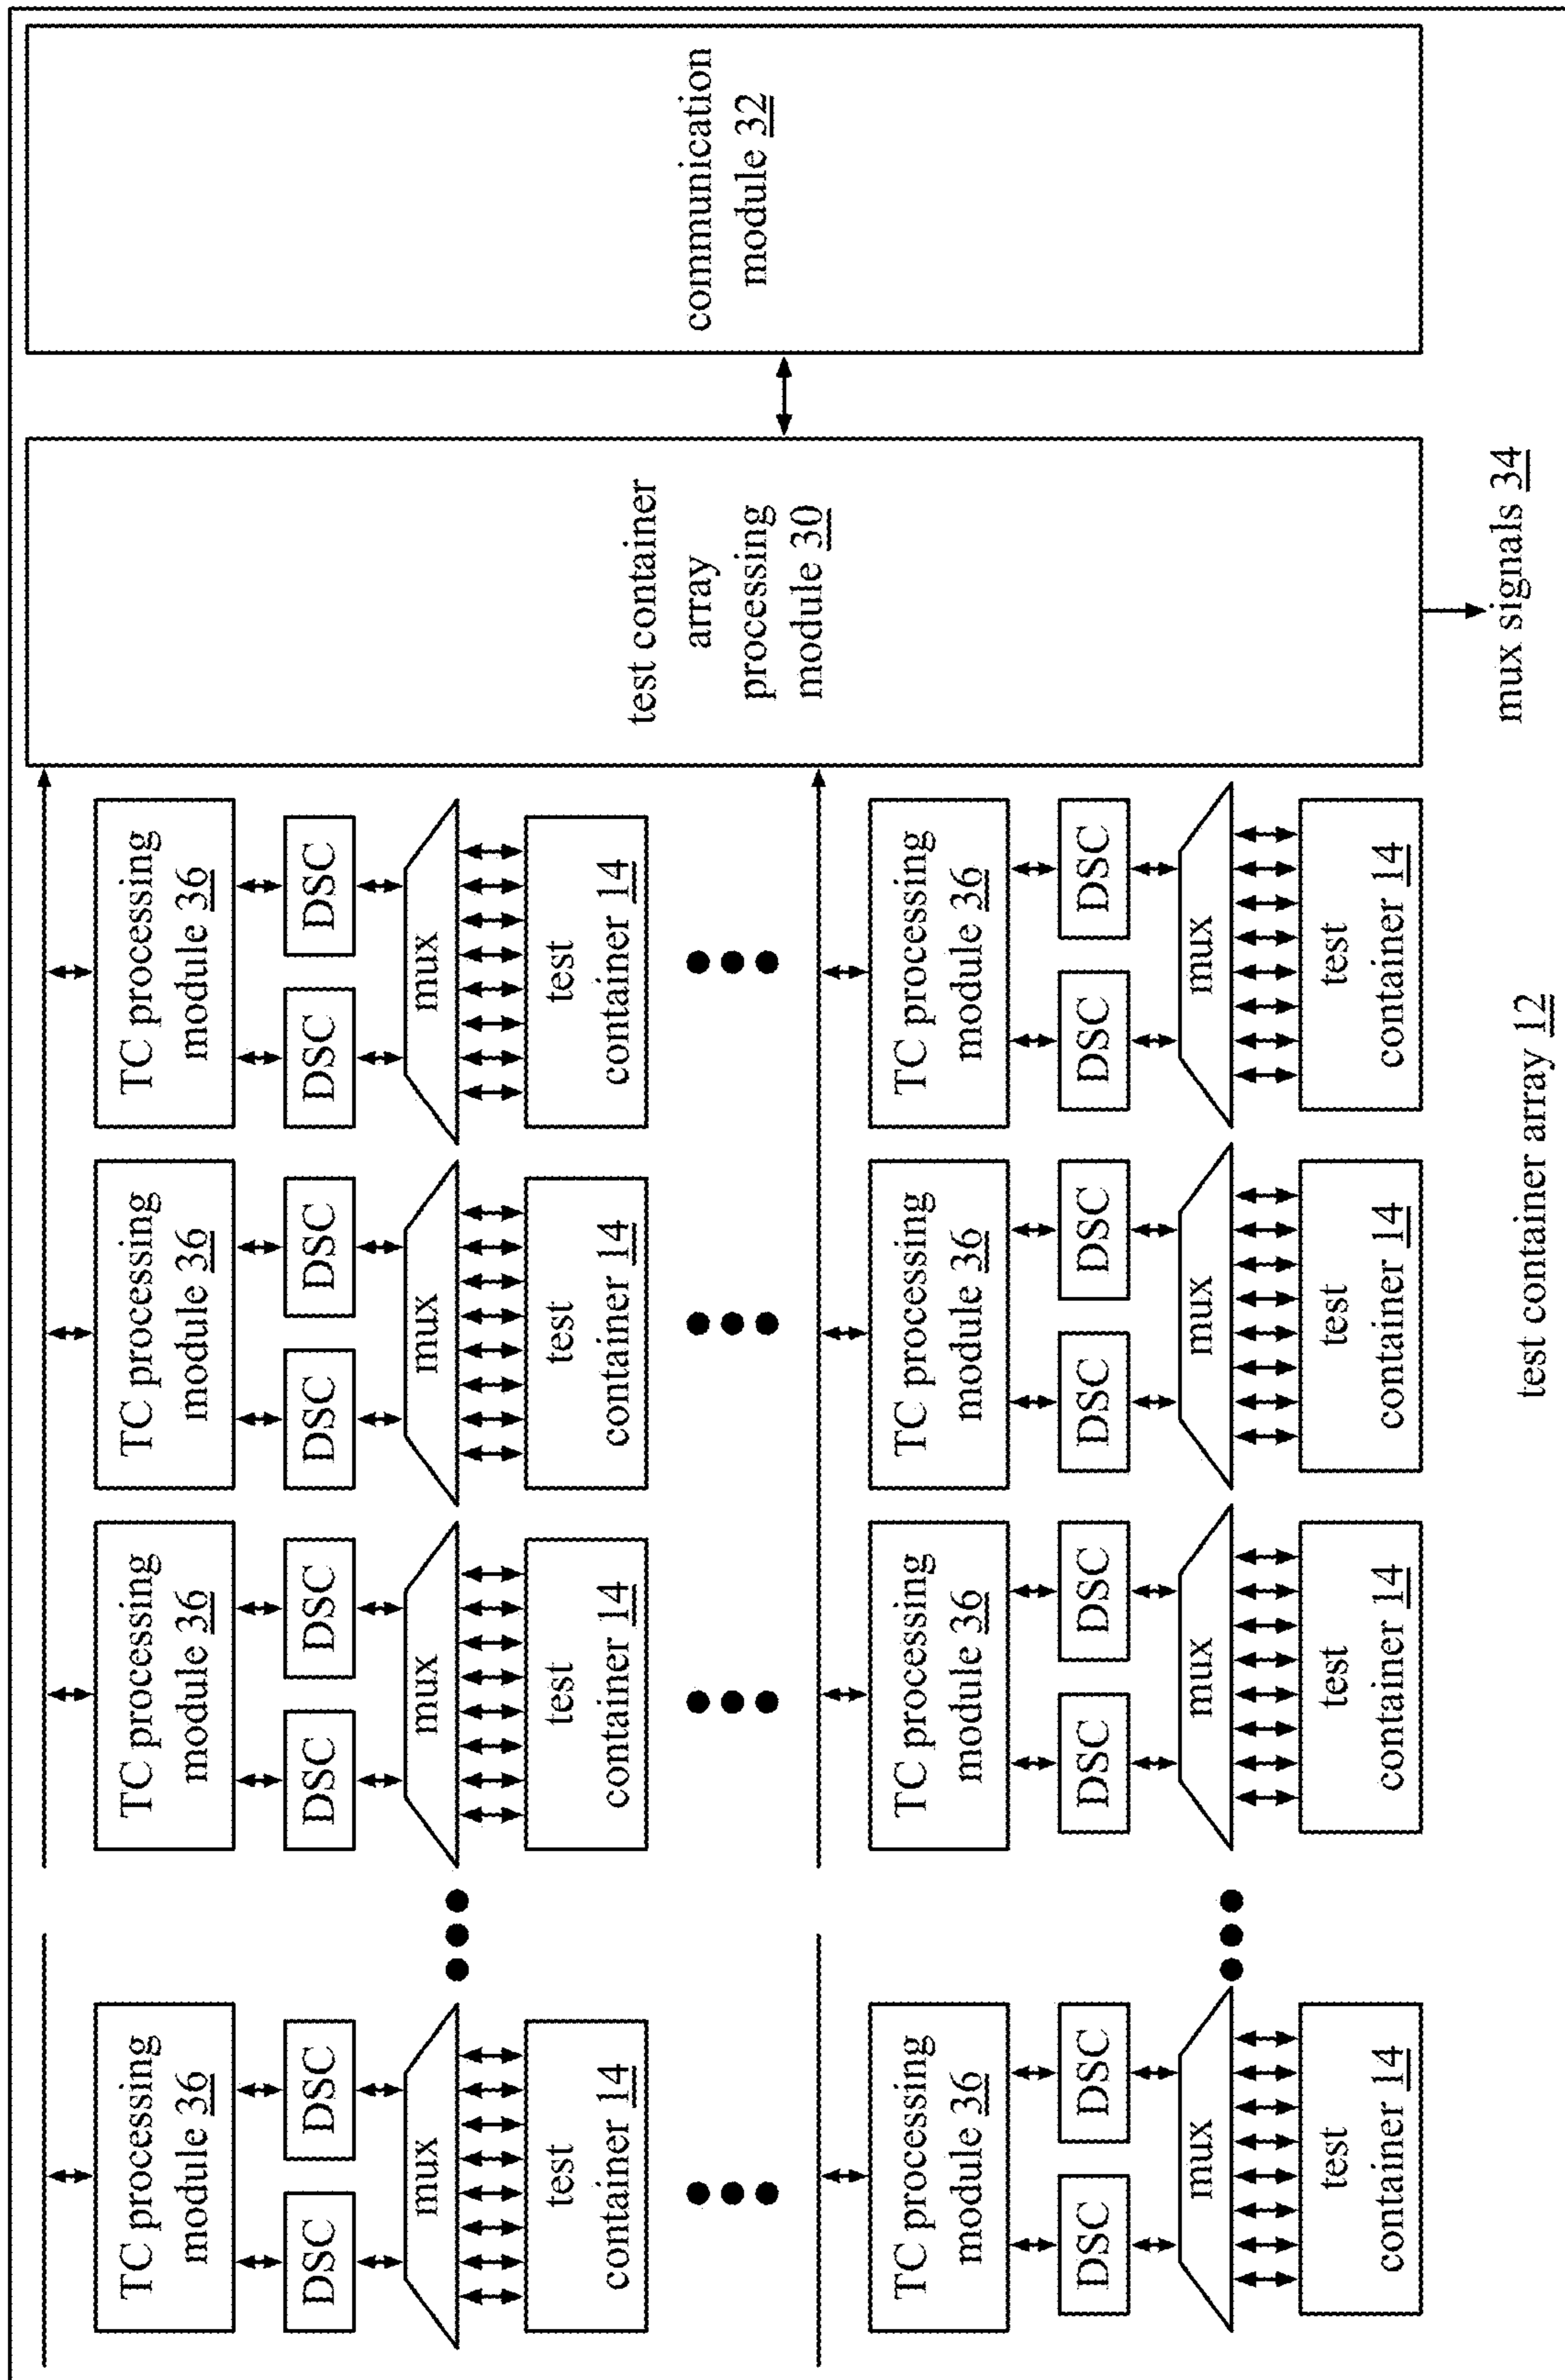 TC processing
module 36
DSC
DSC
mux
test
container 14
TC processing
module 36
DSC
DSC
mux
test
container 14
TC processing
module 36
DSC
DSC
mux
test
container 14
TC processing
module 36
DSC
DSC
mux
test
container 14
TC processing
module 36
DSC
DSC
mux
test
container 14
TC processing
module 36
DSC
DSC
mux
test
container 14
TC processing
module 36
DSC
DSC
mux
test
container 14
TC processing
module 36
DSC
DSC
mux
test
container 14
test container
array
processing
module 30
communication
module 32
mux signals 34
test container array 12